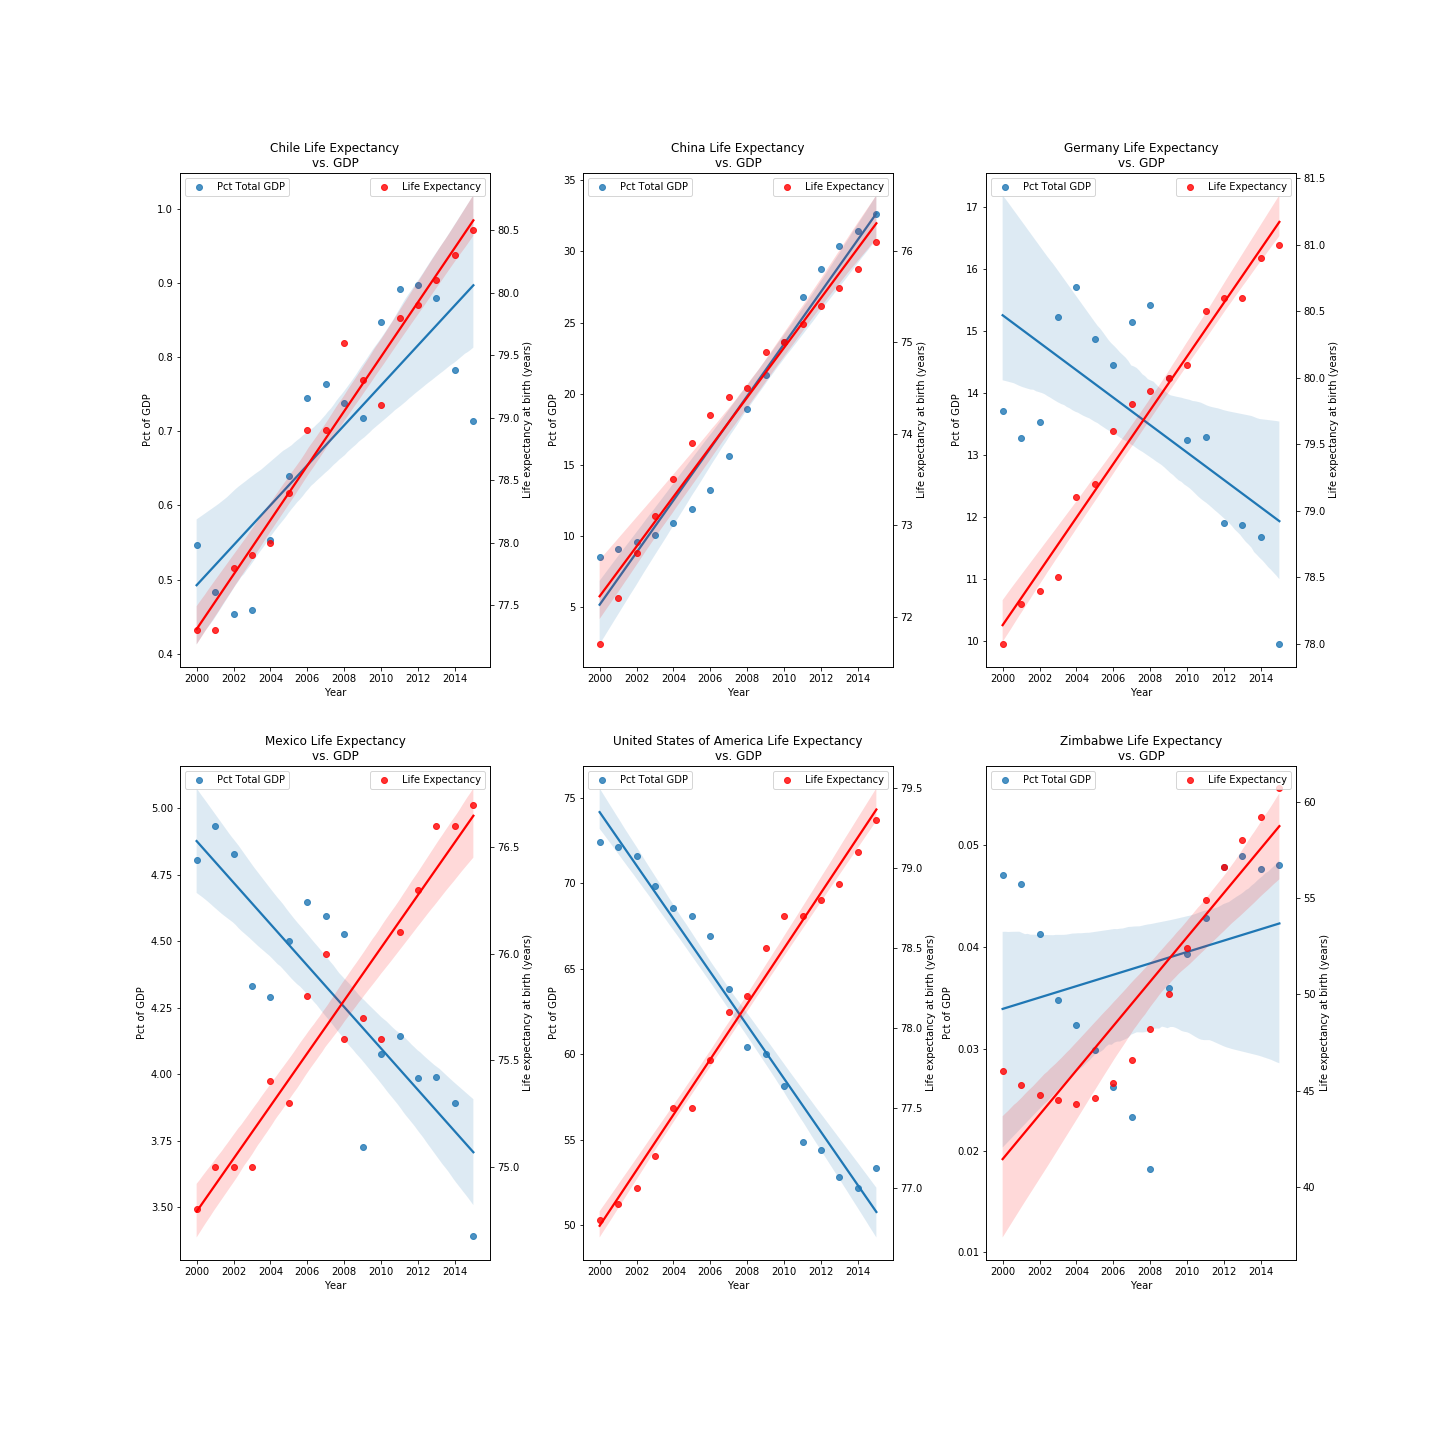 Chile Life Expectancy
vs. GDP
Pct Total GDP
Life Expectancy
1.0
0.9
0.8
0.7
0.6
0.5
0.4
Pct of GDP
80.5
80.0
79.5
79.0
78.5
78.0
77.5
Life expectancy at birth (years)
2000 2002 2004 2006 2008 2010 2012 2014
Year
China Life Expectancy
vs. GDP
Pct Total GDP
Life Expectancy
35
30
25
20
15
10
5
Pct of GDP
76
75
74
73
72
Life expectancy at birth (years)
2000 2002 2004 2006 2008 2010 2012 2014
Year
Germany Life Expectancy
vs. GDP
Pct Total GDP
Life Expectancy
17
16
15
14
13
12
11
10
Pct of GDP
81.5
81.0
80.5
80.0
79.5
79.0
78.5
78.0
Life expectancy at birth (years)
2000 2002 2004 2006 2008 2010 2012 2014
Year
Mexico Life Expectancy
vs. GDP
Pct Total GDP
Life Expectancy
5.00
4.75
4.50
4.25
4.00
3.75
3.50
Pct of GDP
76.5
76.0
75.5
75.0
Life expectancy at birth (years)
2000 2002 2004 2006 2008 2010 2012 2014
Year
United States of America Life Expectancy
vs. GDP
Pct Total GDP
Life Expectancy
75
70
65
60
55
50
Pct of GDP
79.5
79.0
78.5
78.0
77.5
77.0
Life expectancy at birth (years)
2000 2002 2004 2006 2008 2010 2012 2014
Year
Zimbabwe Life Expectancy
vs. GDP
Pct Total GDP
Life Expectancy
0.05
0.04
0.03
0.02
0.01
Pct of GDP
60
55
50
45
40
Life expectancy at birth (years)
2000 2002 2004 2006 2008 2010 2012 2014
Year